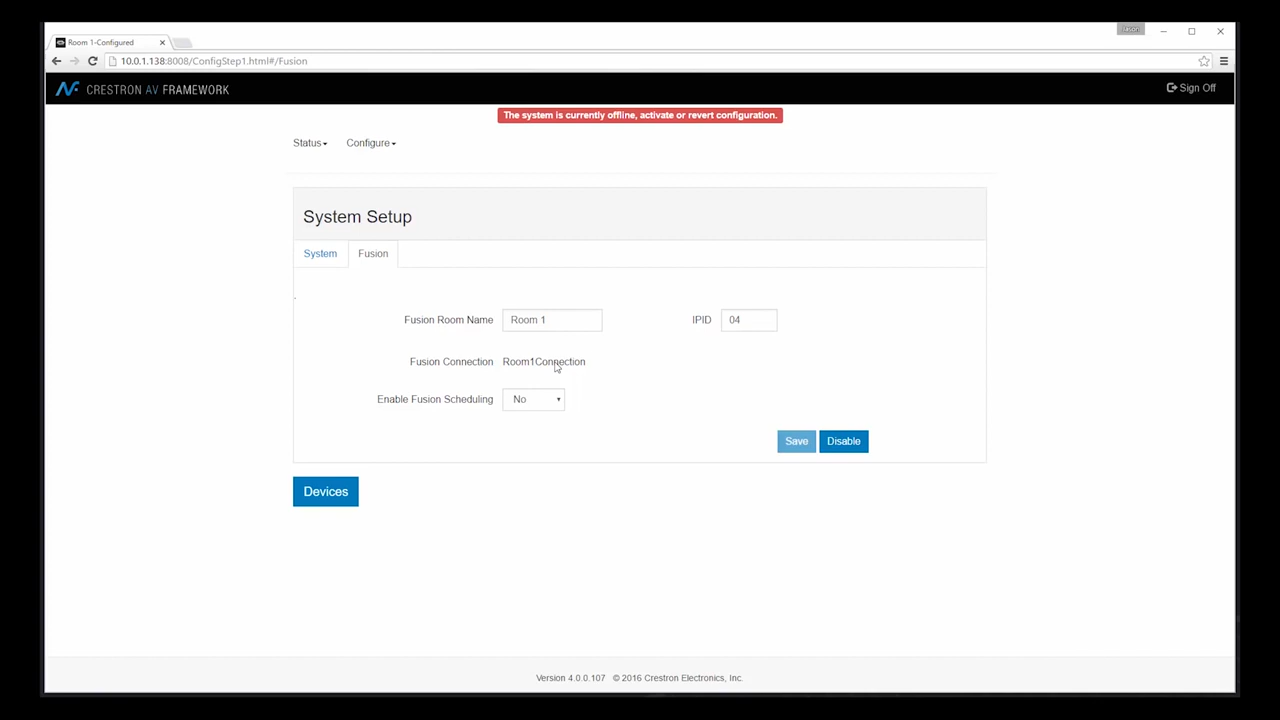 Jason
Room 1-Configured
10.0.1.138:8008/ConfigStep1.html#/Fusion
CRESTRON AV FRAMEWORK
Sign Off
The system is currently offline, activate or revert configuration.
Status Configure
System Setup
System Fusion
Fusion Room Name Room 1 IPID 04
Fusion Connection Room1Connection
Enable Fusion Scheduling No
Save Disable
Devices
Version 4.0.0.107 © 2016 Crestron Electronics, Inc.